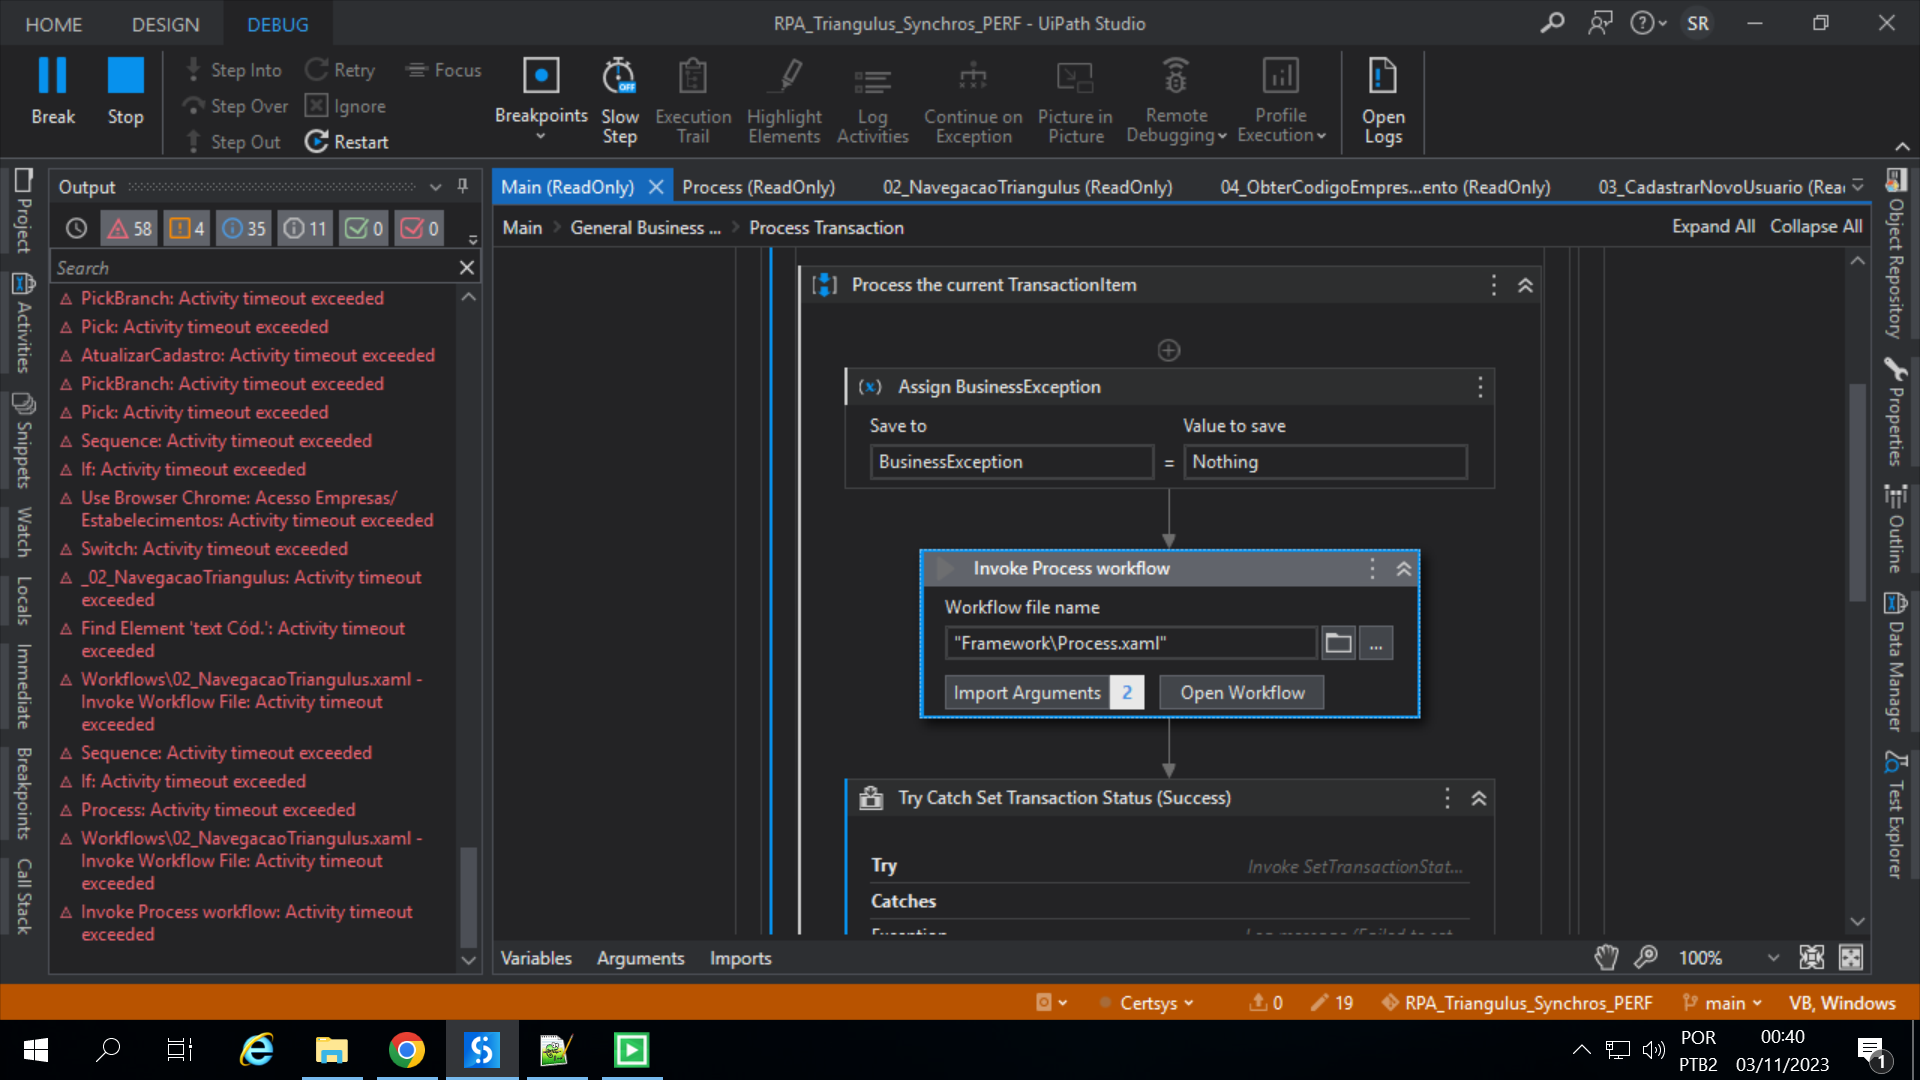 HOME
DESIGN
DEBUG
RPA_Triangulus_Synchros_PERF - UiPath Studio
SR
Break
Stop
Step Into
Step Over
Step Out
Retry
Ignore
Restart
Focus
Breakpoints
Slow
Step
OFF
Execution
Trail
Highlight
Elements
Log
Activities
Continue on
Exception
Picture in
Picture
Remote
Debugging
Profile
Execution
Open
Logs
Project
Activities
Snippets
Watch
Locals
Immediate
Breakpoints
Call Stack
Output
58
4
35
11
0
0
Search
PickBranch: Activity timeout exceeded
Pick: Activity timeout exceeded
AtualizarCadastro: Activity timeout exceeded
PickBranch: Activity timeout exceeded
Pick: Activity timeout exceeded
Sequence: Activity timeout exceeded
If: Activity timeout exceeded
Use Browser Chrome: Acesso Empresas/
Estabelecimentos: Activity timeout exceeded
Switch: Activity timeout exceeded
_02_NavegacaoTriangulus: Activity timeout
exceeded
Find Element 'text Cód.': Activity timeout
exceeded
Workflows\02_NavegacaoTriangulus.xaml -
Invoke Workflow File: Activity timeout
exceeded
Sequence: Activity timeout exceeded
If: Activity timeout exceeded
Process: Activity timeout exceeded
Workflows\02_NavegacaoTriangulus.xaml -
Invoke Workflow File: Activity timeout
exceeded
Invoke Process workflow: Activity timeout
exceeded
Main (ReadOnly)
Process (ReadOnly)
02_NavegacaoTriangulus (ReadOnly)
04_ObterCodigoEmpres...ento (ReadOnly)
03_CadastrarNovoUsuario (Rea
Main > General Business ... > Process Transaction
Expand All
Collapse All
Process the current TransactionItem
Assign BusinessException
Save to
Value to save
BusinessException
=
Nothing
Invoke Process workflow
Workflow file name
"Framework\Process.xaml"
...
Import Arguments
2
Open Workflow
Try Catch Set Transaction Status (Success)
Try
Invoke SetTransactionStat...
Catches
Exception
Log message (Failed to set ...
Variables
Arguments
Imports
100%
Object Repository
Properties
Outline
Data Manager
Test Explorer
Certsys
0
19
RPA_Triangulus_Synchros_PERF
main
VB, Windows
POR
PTB2
00:40
03/11/2023
1